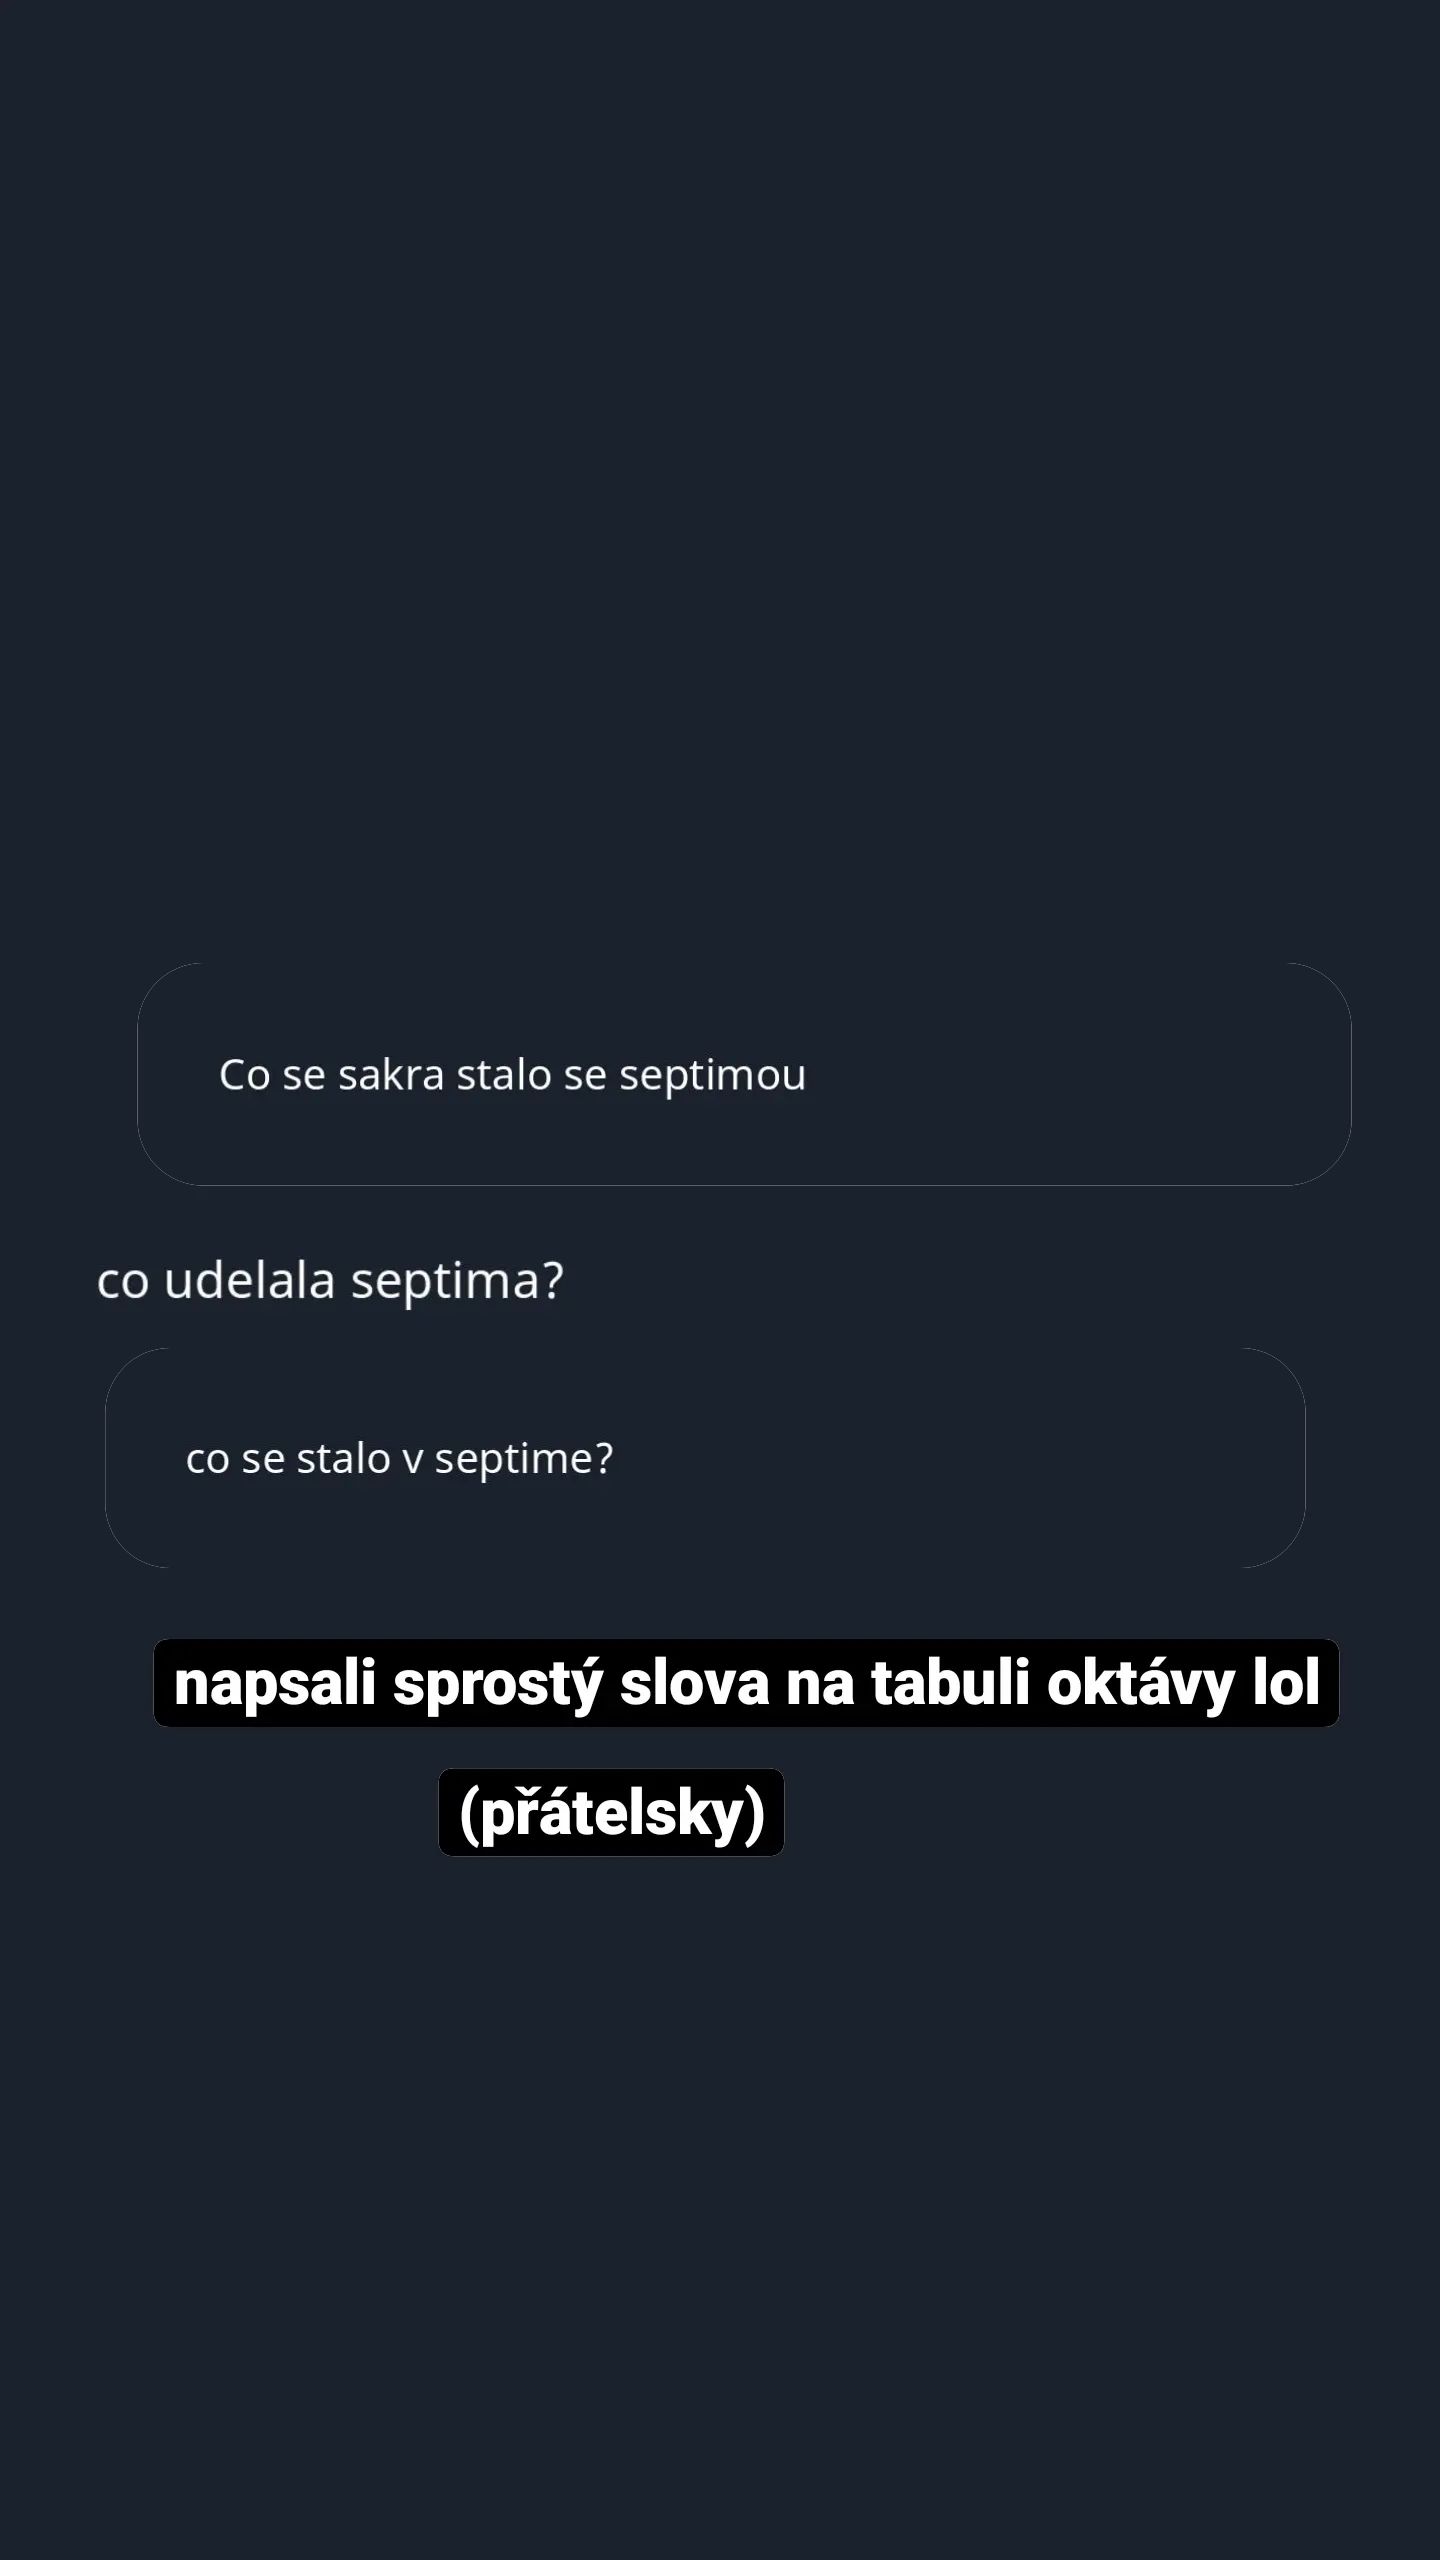 Co se sakra stalo se septimou
co udelala septima?
co se stalo v septime?
napsali sprostý slova na tabuli oktávy lol
(přátelsky)